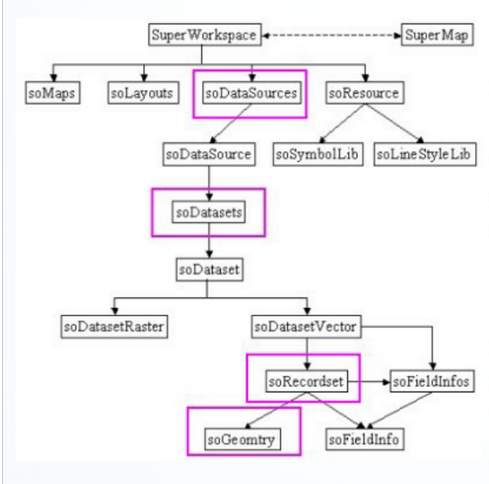 SuperWorkspace
SuperMap
soMaps
soLayouts
soDataSources
soResource
soDataSource
soSymbolLib
soLineStyleLib
soDatasets
soDataset
soDatasetRaster
soDatasetVector
soRecordset
soFieldInfos
soGeomtry
soFieldInfo